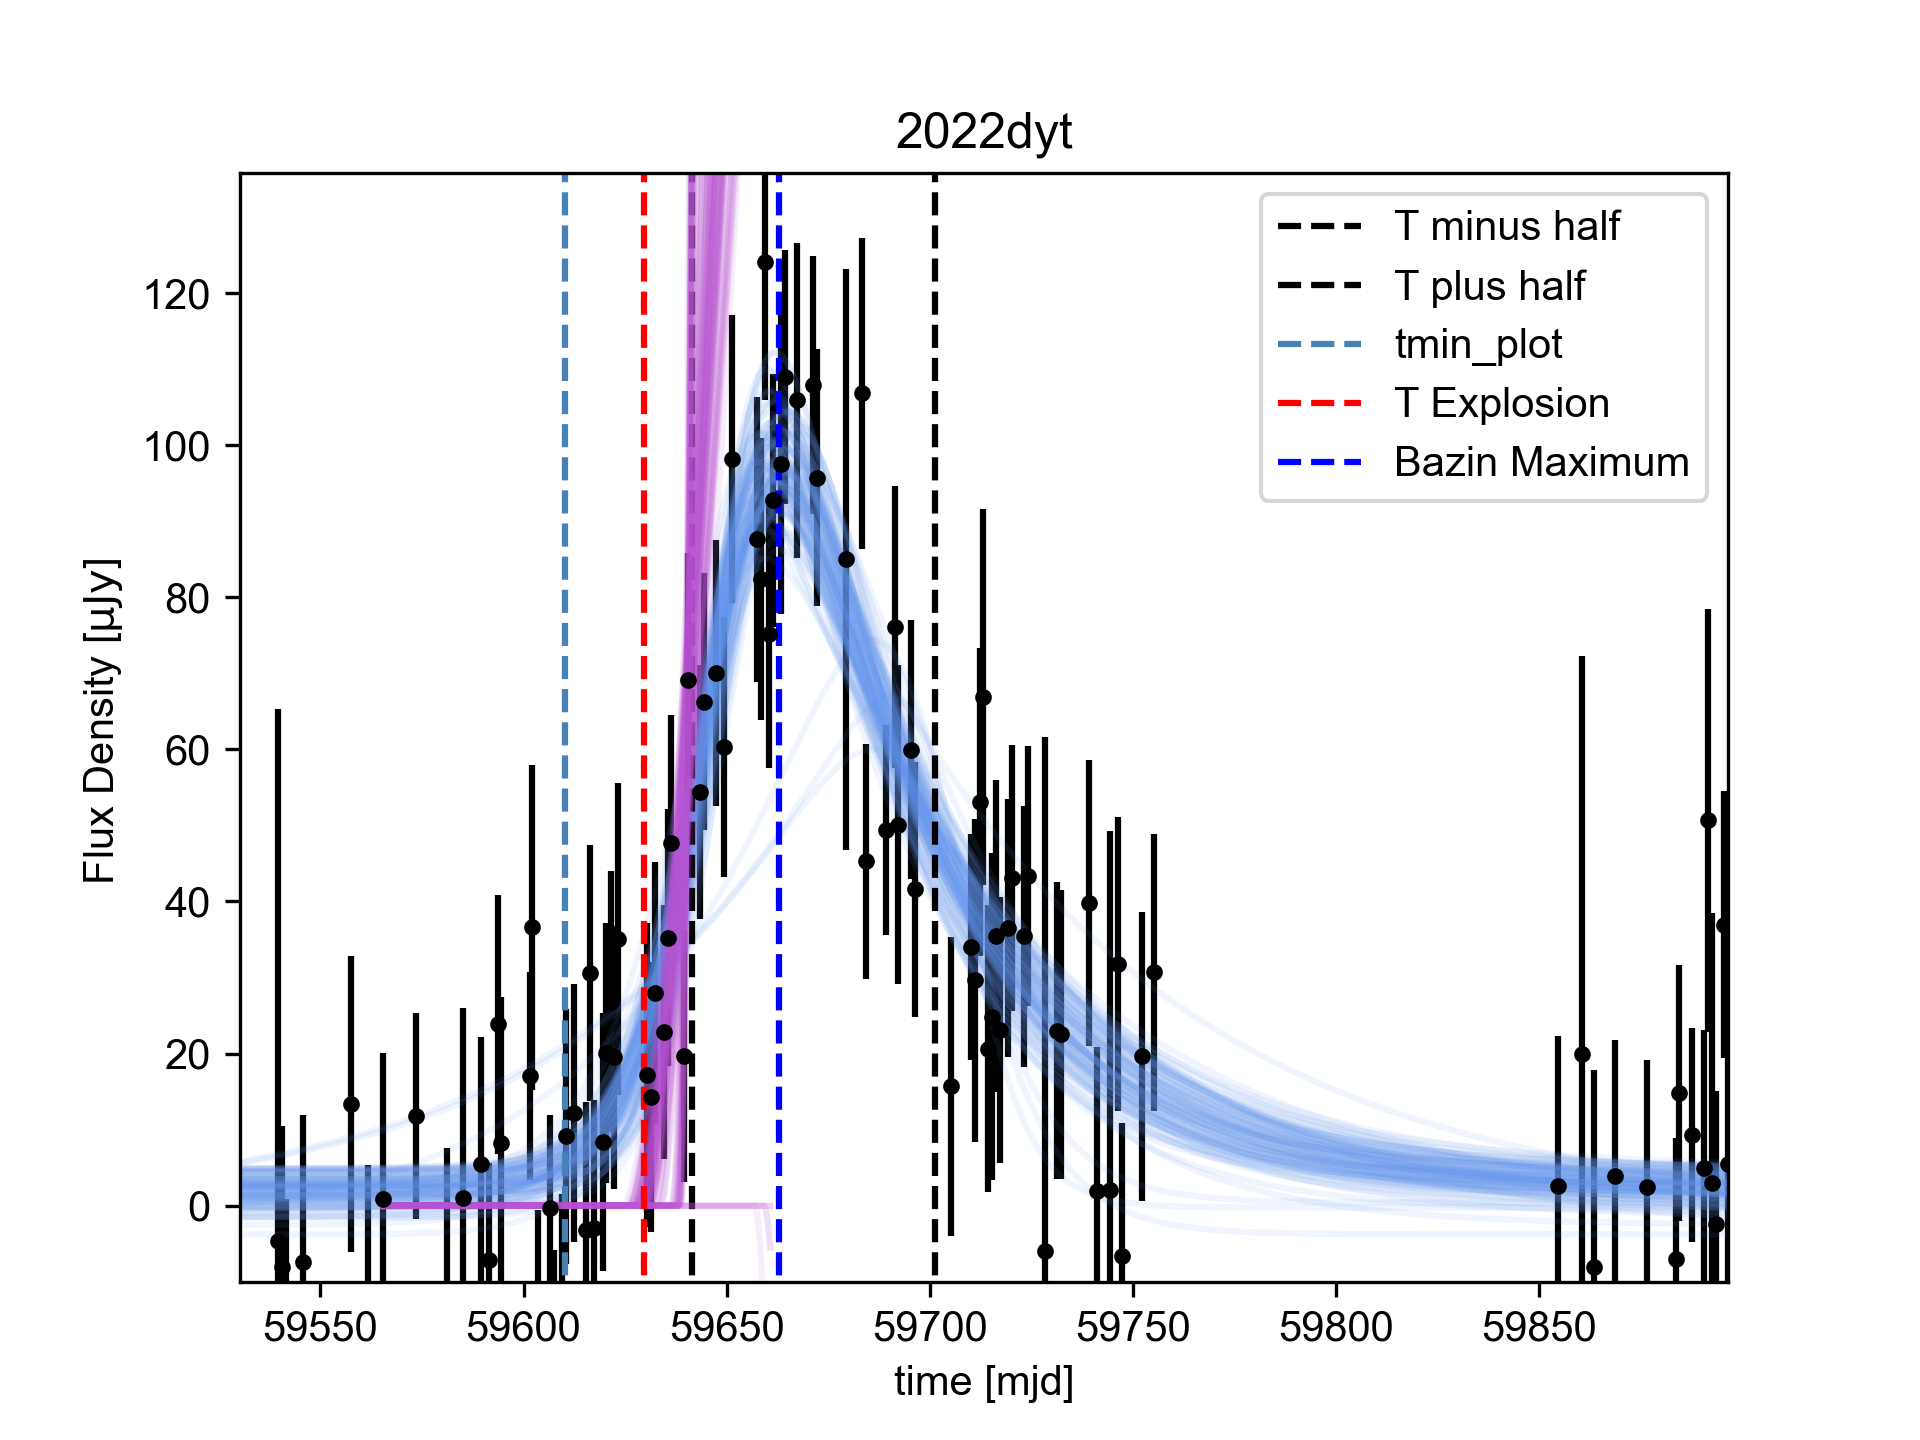 2022dyt
T minus half
T plus half
tmin_plot
T Explosion
Bazin Maximum
120
100
80
60
40
20
0
Flux Density [µJy]
59550 59600 59650 59700 59750 59800 59850
time [mjd]